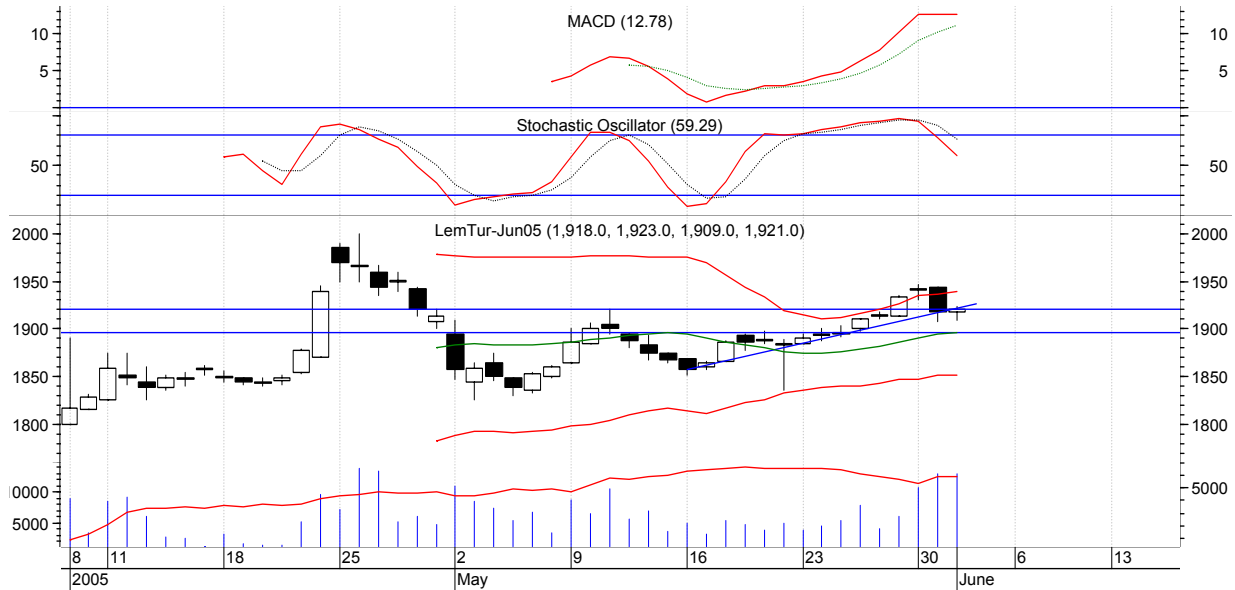 MACD (12.78)
10 10
5 5
Stochastic Oscillator (59.29)
50 50
LemTur-Jun05 (1,918.0, 1,923.0, 1,909.0, 1,921.0)
2000 2000
1950 1950
1900 1900
1850 1850
1800 1800
0000 5000
5000
8 11 18 25 2 9 16 23 30 6 13
2005 May June